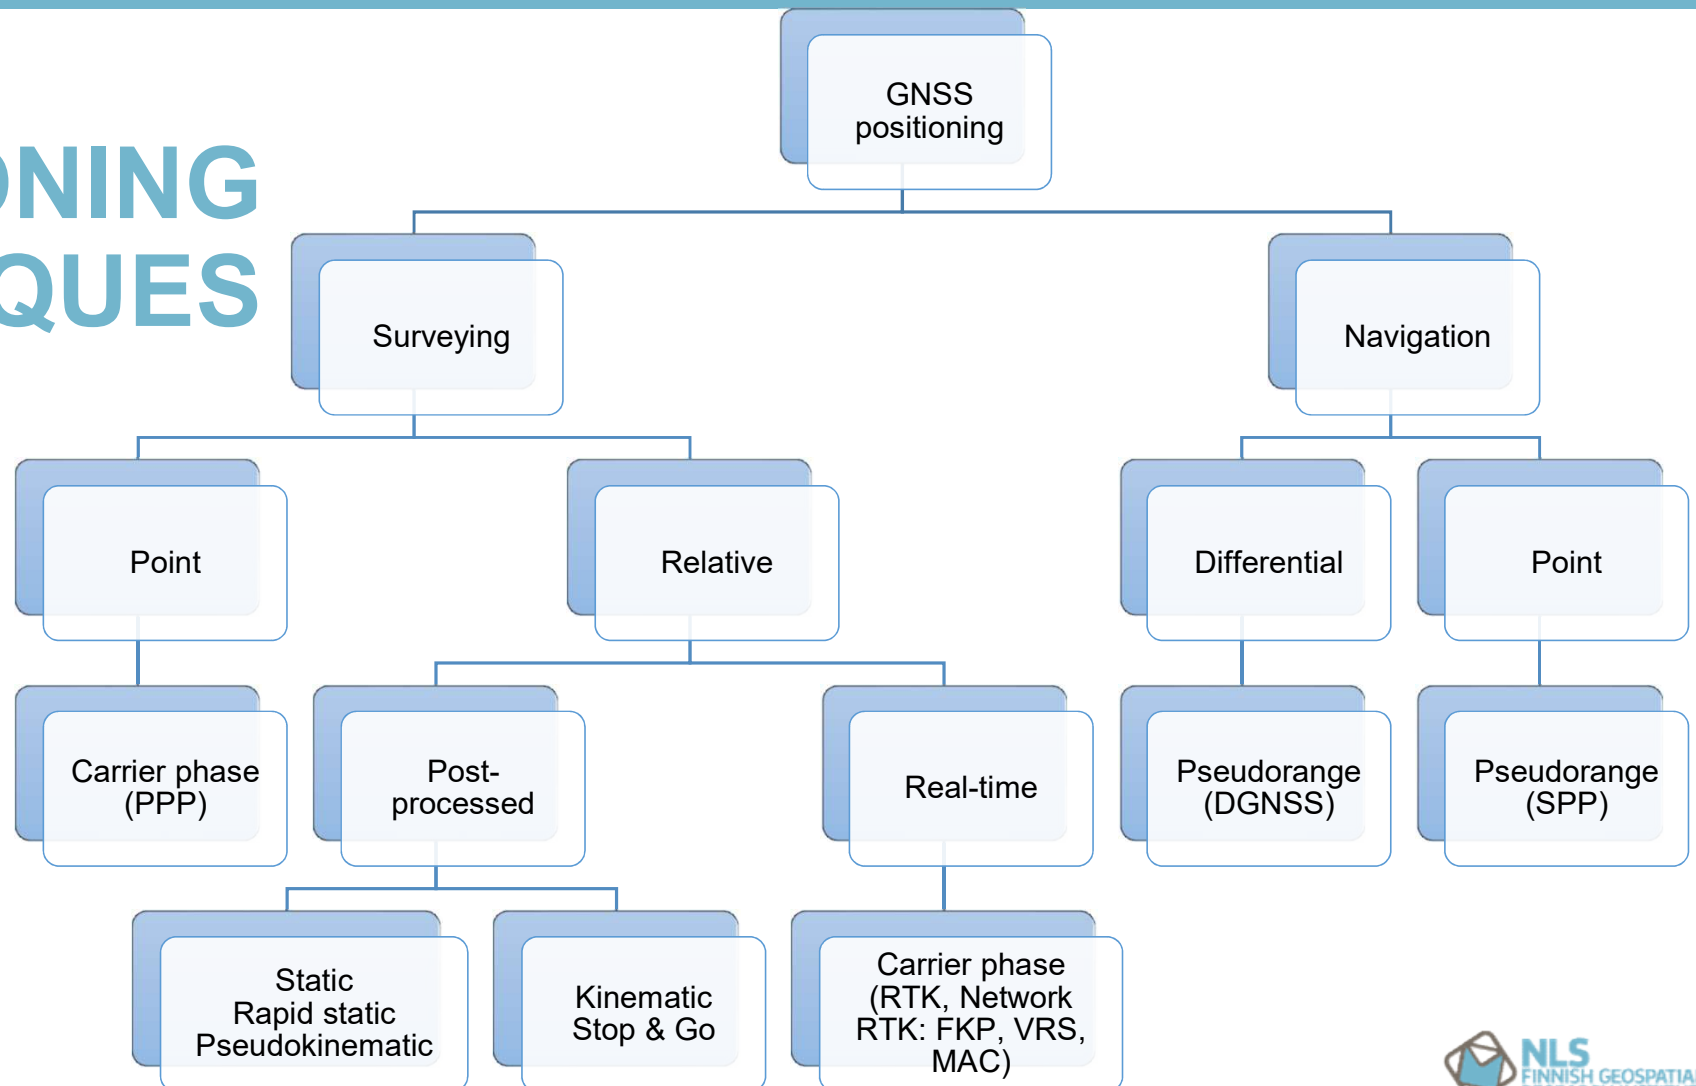 GNSS
positioning
ONING
QUES
Surveying
Navigation
Point
Relative
Differential
Point
Carrier phase
(PPP)
Post-
processed
Real-time
Pseudorange
(DGNSS)
Pseudorange
(SPP)
Static
Rapid static
Pseudokinematic
Kinematic
Stop & Go
Carrier phase
(RTK, Network
RTK: FKP, VRS,
MAC)
NLS
FINNISH GEOSPATIA